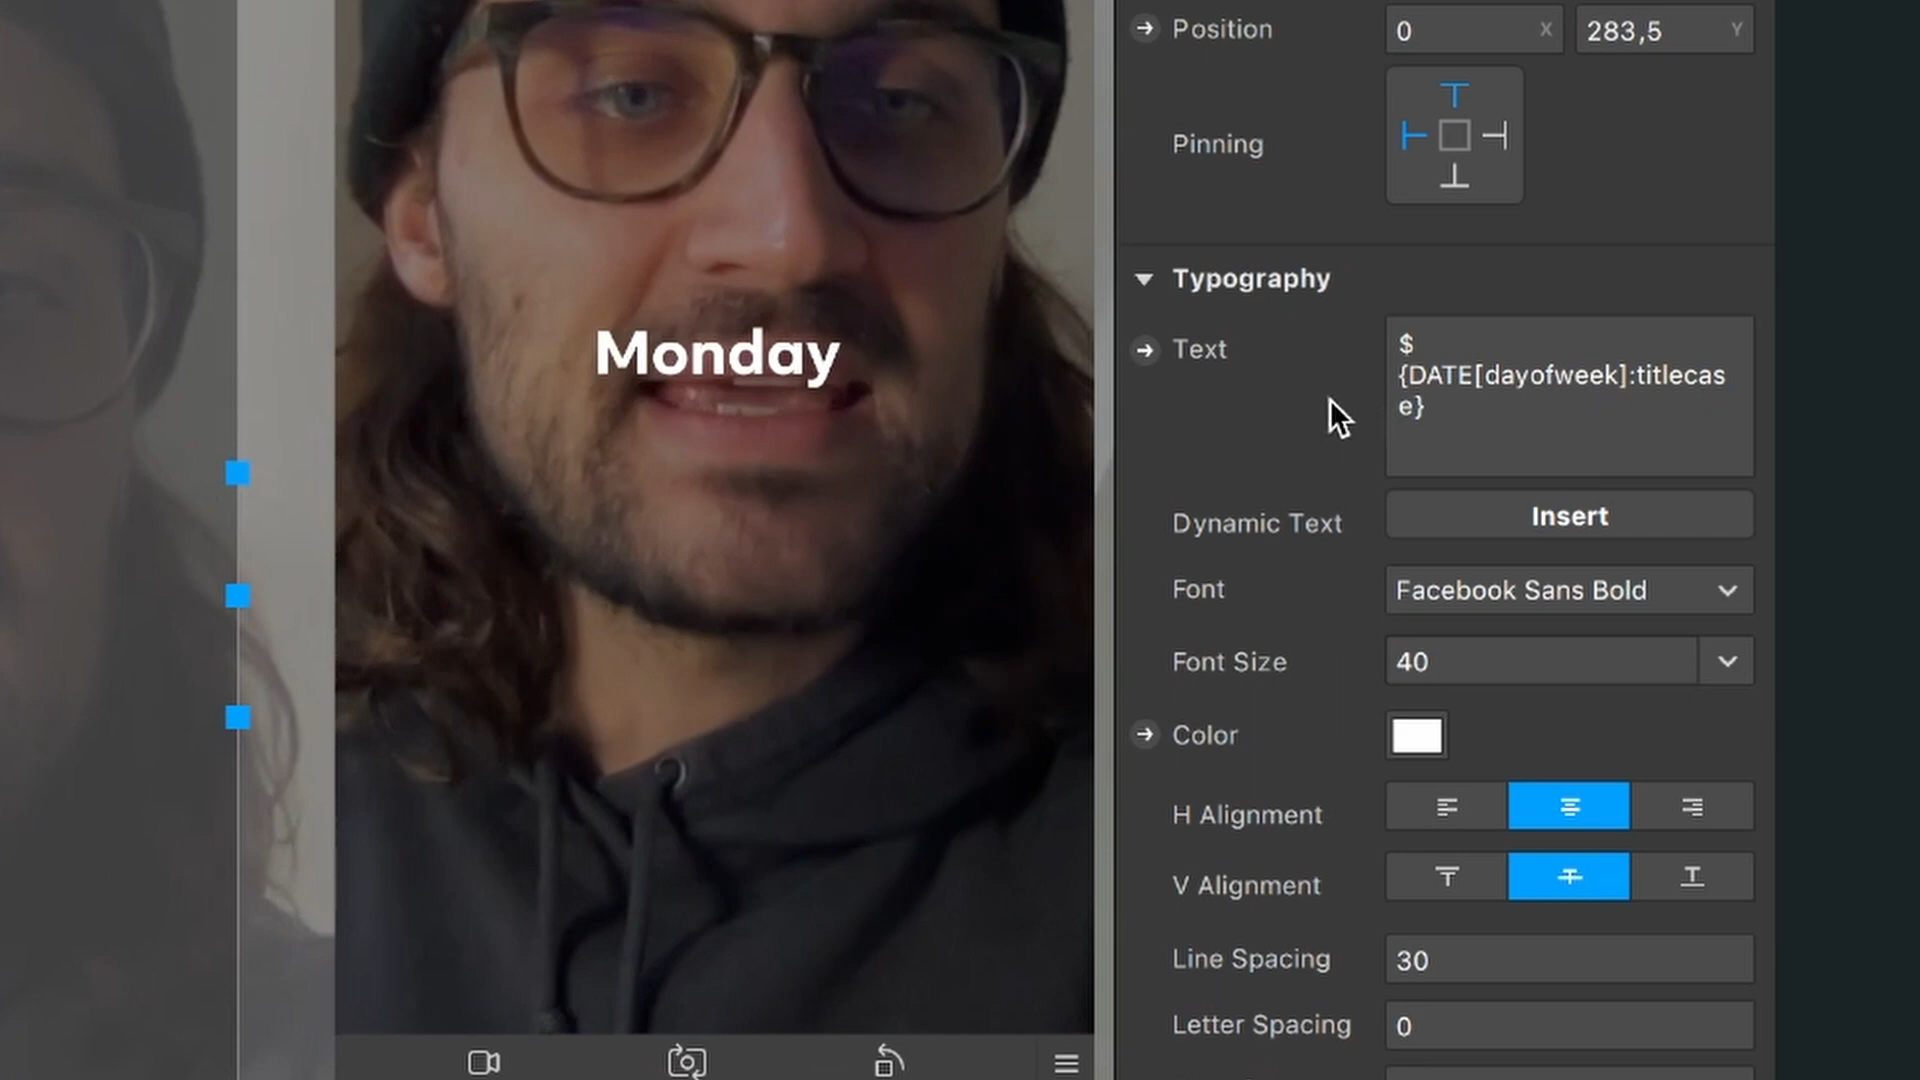 Position 0 X 283,5 Y
Pinning
Typography
Text
$
{DATE[dayofweek]:titlecas
e}
Monday
Dynamic Text Insert
Font Facebook Sans Bold
Font Size 40
Color
H Alignment
V Alignment
Line Spacing 30
Letter Spacing 0